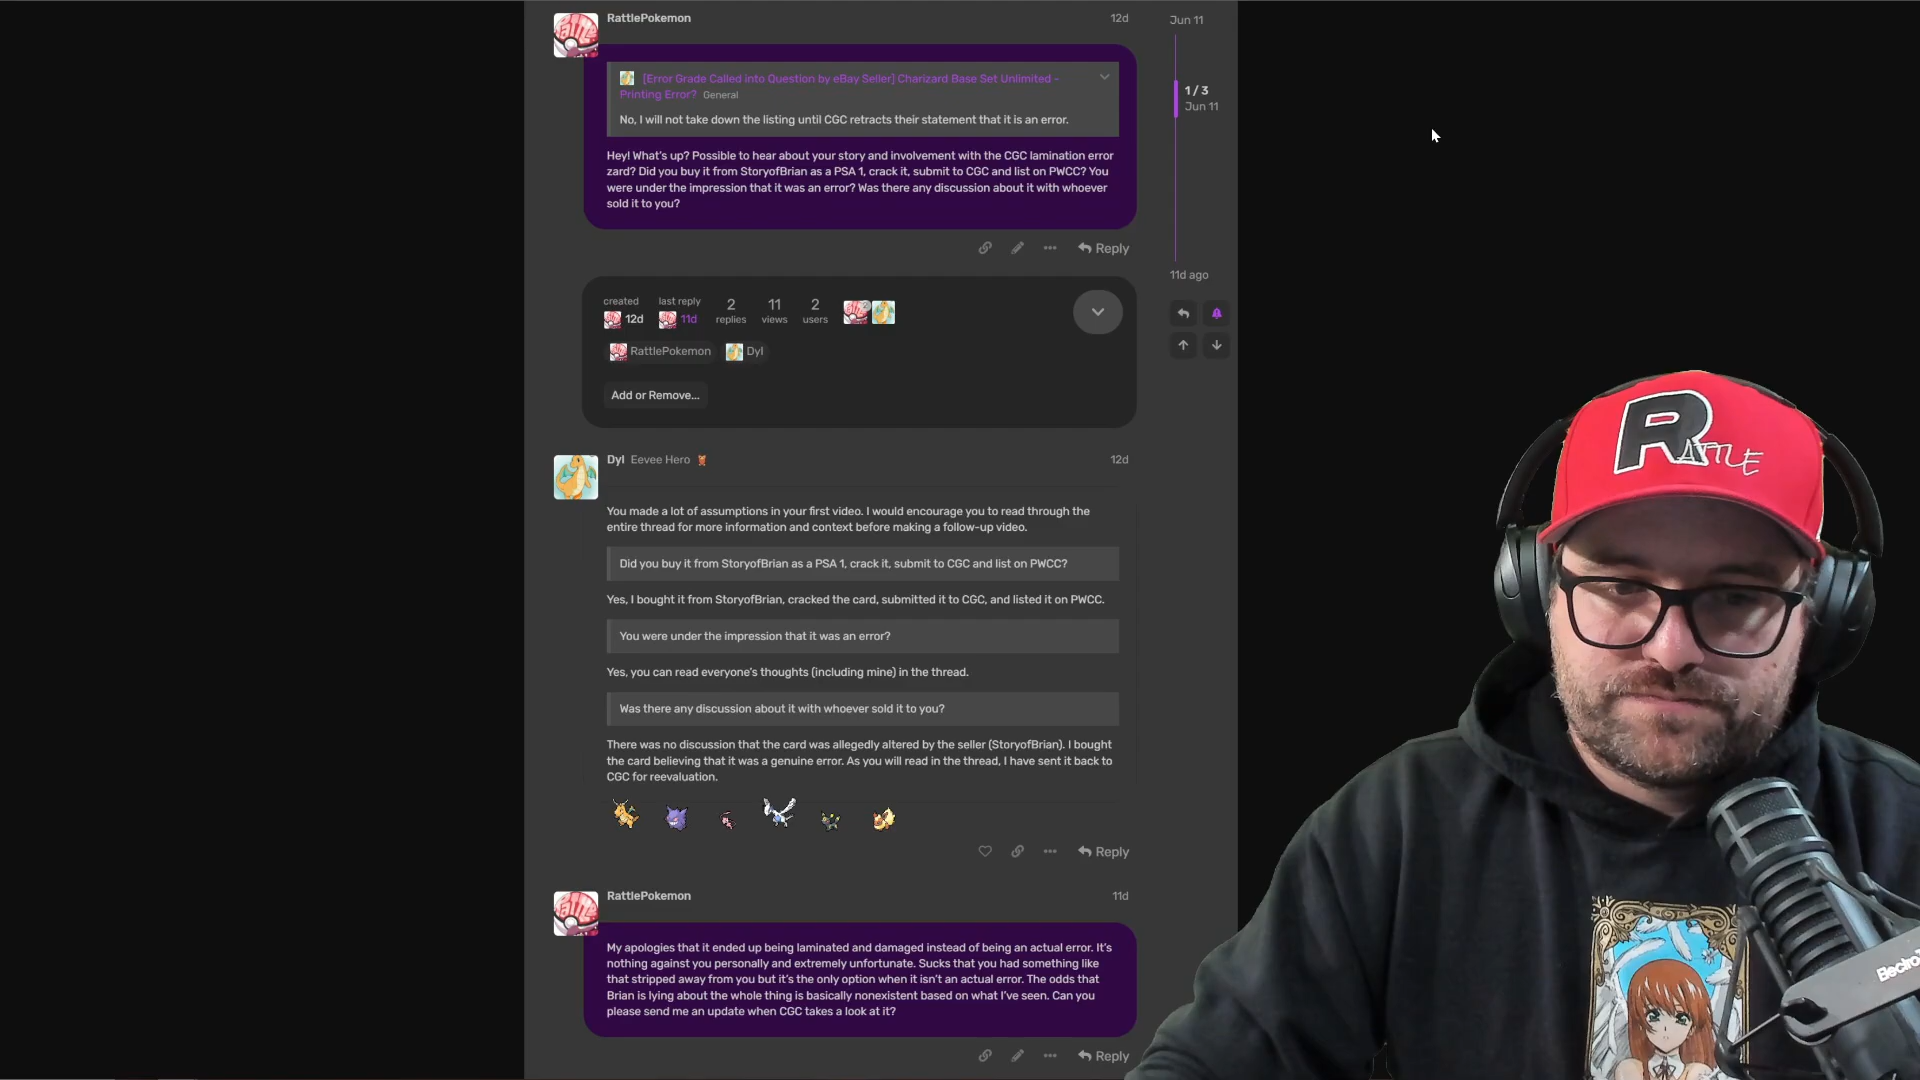 RattlePokemon
12d
[Error Grade Called into Question by eBay Seller] Charizard Base Set Unlimited -
Printing Error? General
No, I will not take down the listing until CGC retracts their statement that it is an error.
Hey! What's up? Possible to hear about your story and involvement with the CGC lamination error
zard? Did you buy it from StoryofBrian as a PSA 1, crack it, submit to CGC and list on PWCC? You
were under the impression that it was an error? Was there any discussion about it with whoever
sold it to you?
Reply
Jun 11
1 / 3
Jun 11
11d ago
created
12d
last reply
11d
2
replies
11
views
2
users
2
RattlePokemon
Dyl
Add or Remove...
Dyl Eevee Hero
12d
You made a lot of assumptions in your first video. I would encourage you to read through the
entire thread for more information and context before making a follow-up video.
Did you buy it from StoryofBrian as a PSA 1, crack it, submit to CGC and list on PWCC?
Yes, I bought it from StoryofBrian, cracked the card, submitted it to CGC, and listed it on PWCC.
You were under the impression that it was an error?
Yes, you can read everyone's thoughts (including mine) in the thread.
Was there any discussion about it with whoever sold it to you?
There was no discussion that the card was allegedly altered by the seller (StoryofBrian). I bought
the card believing that it was a genuine error. As you will read in the thread, I have sent it back to
CGC for reevaluation.
Reply
RattlePokemon
11d
My apologies that it ended up being laminated and damaged instead of being an actual error. It's
nothing against you personally and extremely unfortunate. Sucks that you had something like
that stripped away from you but it's the only option when it isn't an actual error. The odds that
Brian is lying about the whole thing is basically nonexistent based on what I've seen. Can you
please send me an update when CGC takes a look at it?
Reply
RATTLE